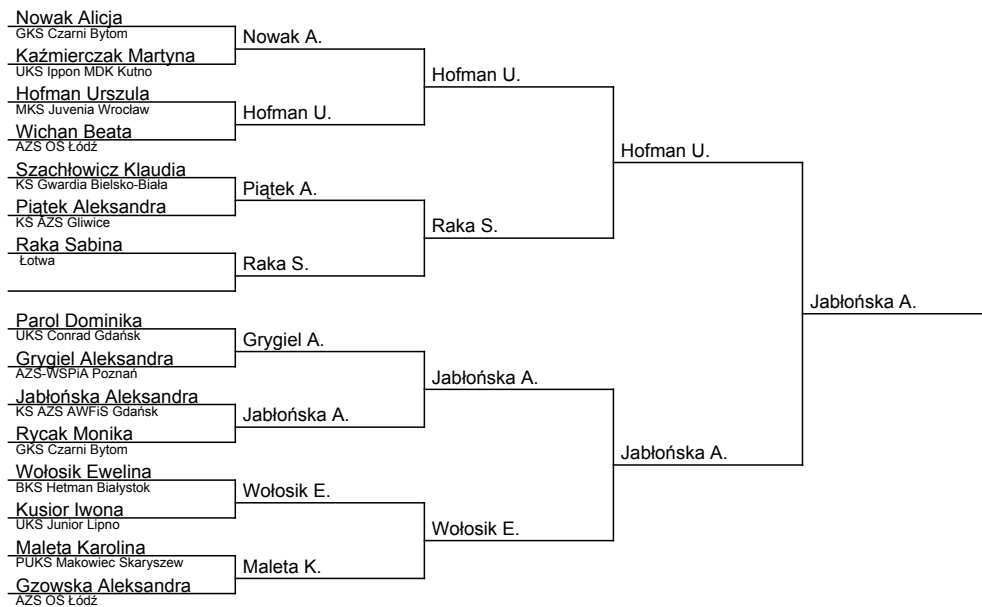 Nowak Alicja
GKS Czarni Bytom
Kaźmierczak Martyna
UKS Ippon MDK Kutno
Hofman Urszula
MKS Juvenia Wrocław
Wichan Beata
AZS OŚ Łódź
Szachłowicz Klaudia
KS Gwardia Bielsko-Biała
Piątek Aleksandra
KS AZS Gliwice
Raka Sabina
Łotwa
Parol Dominika
UKS Conrad Gdańsk
Grygiel Aleksandra
AZS-WSPiA Poznań
Jabłońska Aleksandra
KS AZS AWFiS Gdańsk
Rycak Monika
GKS Czarni Bytom
Wołosik Ewelina
BKS Hetman Białystok
Kusior Iwona
UKS Junior Lipno
Maleta Karolina
PUKS Makowiec Skaryszew
Gzowska Aleksandra
AZS OŚ Łódź
Nowak A.
Hofman U.
Piątek A.
Raka S.
Grygiel A.
Jabłońska A.
Wołosik E.
Maleta K.
Hofman U.
Raka S.
Jabłońska A.
Wołosik E.
Hofman U.
Jabłońska A.
Jabłońska A.